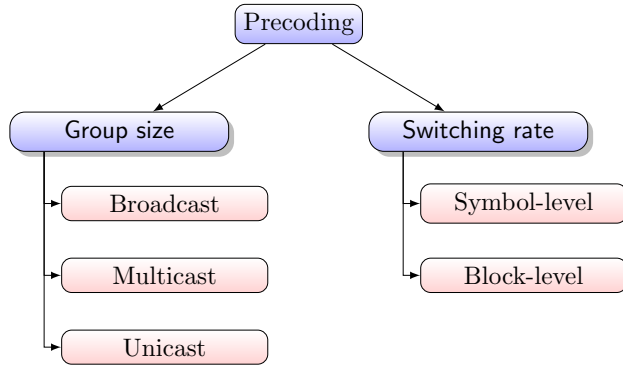 Precoding
Group size
Switching rate
Broadcast
Symbol-level
Multicast
Block-level
Unicast